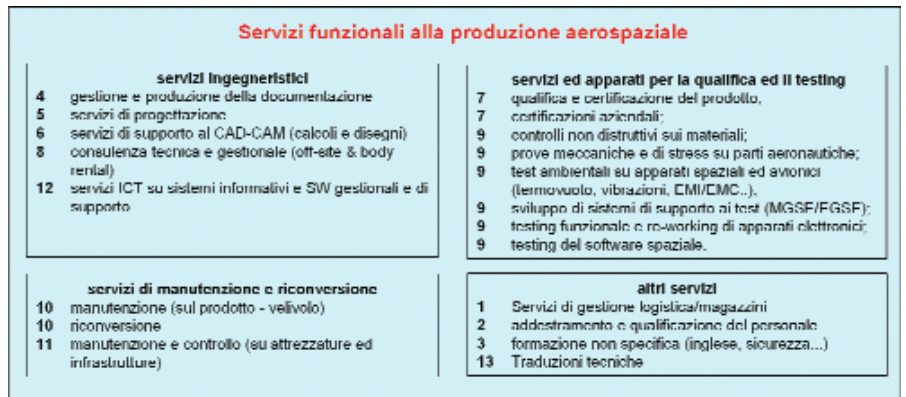 Servizi funzionali alla produzione aerospaziale
servizi ingegneristici
4 gestione e produzione della documentazione
5 servizi di progettazione
6 servizi di supporto al CAD-CAM (calcoli e disegni)
8 consulenza tecnica e gestionale (off-site & body
rental)
12 servizi ICT su sistemi informativi e SW gestionali e di
supporto
servizi ed apparati per la qualifica ed il testing
7 qualifica e certificazione del prodotto,
7 certificazioni aziendali;
9 controlli non distruttivi sui materiali;
9 prove meccaniche e di stress su parti aeronautiche;
9 test ambientali su apparati spaziali ed avionici
(termovuoto, vibrazioni, EMI/EMC..),
9 sviluppo di sistemi di supporto ai test (MGSE/EGSE);
9 testing funzionale e re-working di apparati elettronici;
9 testing del software spaziale.
servizi di manutenzione e riconversione
10 manutenzione (sul prodotto - velivolo)
10 riconversione
11 manutenzione e controllo (su attrezzature ed
infrastrutture)
altri servizi
1 Servizi di gestione logistica/magazzini
2 addestramento e qualificazione del personale
3 formazione non specifica (inglese, sicurezza...)
13 Traduzioni tecniche